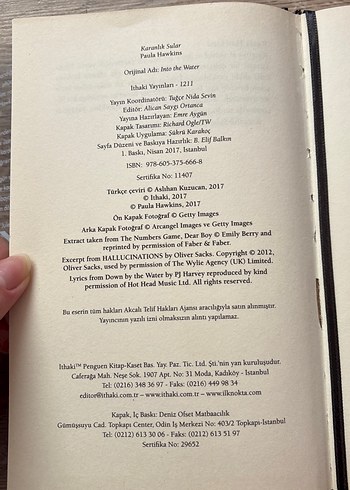 Karanlık Sular
Paula Hawkins
Orijinal Adı: Into the Water
İthaki Yayınları - 1211
Yayın Koordinatörü: Tuğçe Nida Sevin
Editör: Alican Saygı Ortanca
Yayına Hazırlayan: Emre Aygün
Kapak Tasarımı: Richard Ogle/TW
Kapak Uygulama: Şükrü Karakoç
Sayfa Düzeni ve Baskıya Hazırlık: B. Elif Balkın
1. Baskı, Nisan 2017, İstanbul
ISBN: 978-605-375-666-8
Sertifika No: 11407
Türkçe çeviri © Aslıhan Kuzucan, 2017
© İthaki, 2017
© Paula Hawkins, 2017
Ön Kapak Fotoğraf © Getty Images
Arka Kapak Fotoğraf © Arcangel Images ve Getty Images
Extract taken from The Numbers Game, Dear Boy © Emily Berry and
reprinted by permission of Faber & Faber.
Excerpt from HALLUCINATIONS by Oliver Sacks. Copyright © 2012,
Oliver Sacks, used by permission of The Wylie Agency (UK) Limited.
Lyrics from Down by the Water by PJ Harvey reproduced by kind
permission of Hot Head Music Ltd. All rights reserved.
Bu eserin tüm hakları Akcalı Telif Hakları Ajansı aracılığıyla satın alınmıştır.
Yayıncının yazılı izni olmaksızın alıntı yapılamaz.
İthaki™ Penguen Kitap-Kaset Bas. Yay. Paz. Tic. Ltd. Şti.'nin yan kuruluşudur.
Caferağa Mah. Neşe Sok. 1907 Apt. No: 31 Moda, Kadıköy - İstanbul
Tel: (0216) 348 36 97 - Faks: (0216) 449 98 34
editor@ithaki.com.tr – www.ithaki.com.tr – www.ilknokta.com
Kapak, İç Baskı: Deniz Ofset Matbaacılık
Gümüşsuyu Cad. Topkapı Center, Odin İş Merkezi No: 403/2 Topkapı-İstanbul
Tel: (0212) 613 30 06 - Faks: (0212) 613 51 97
Sertifika No: 29652